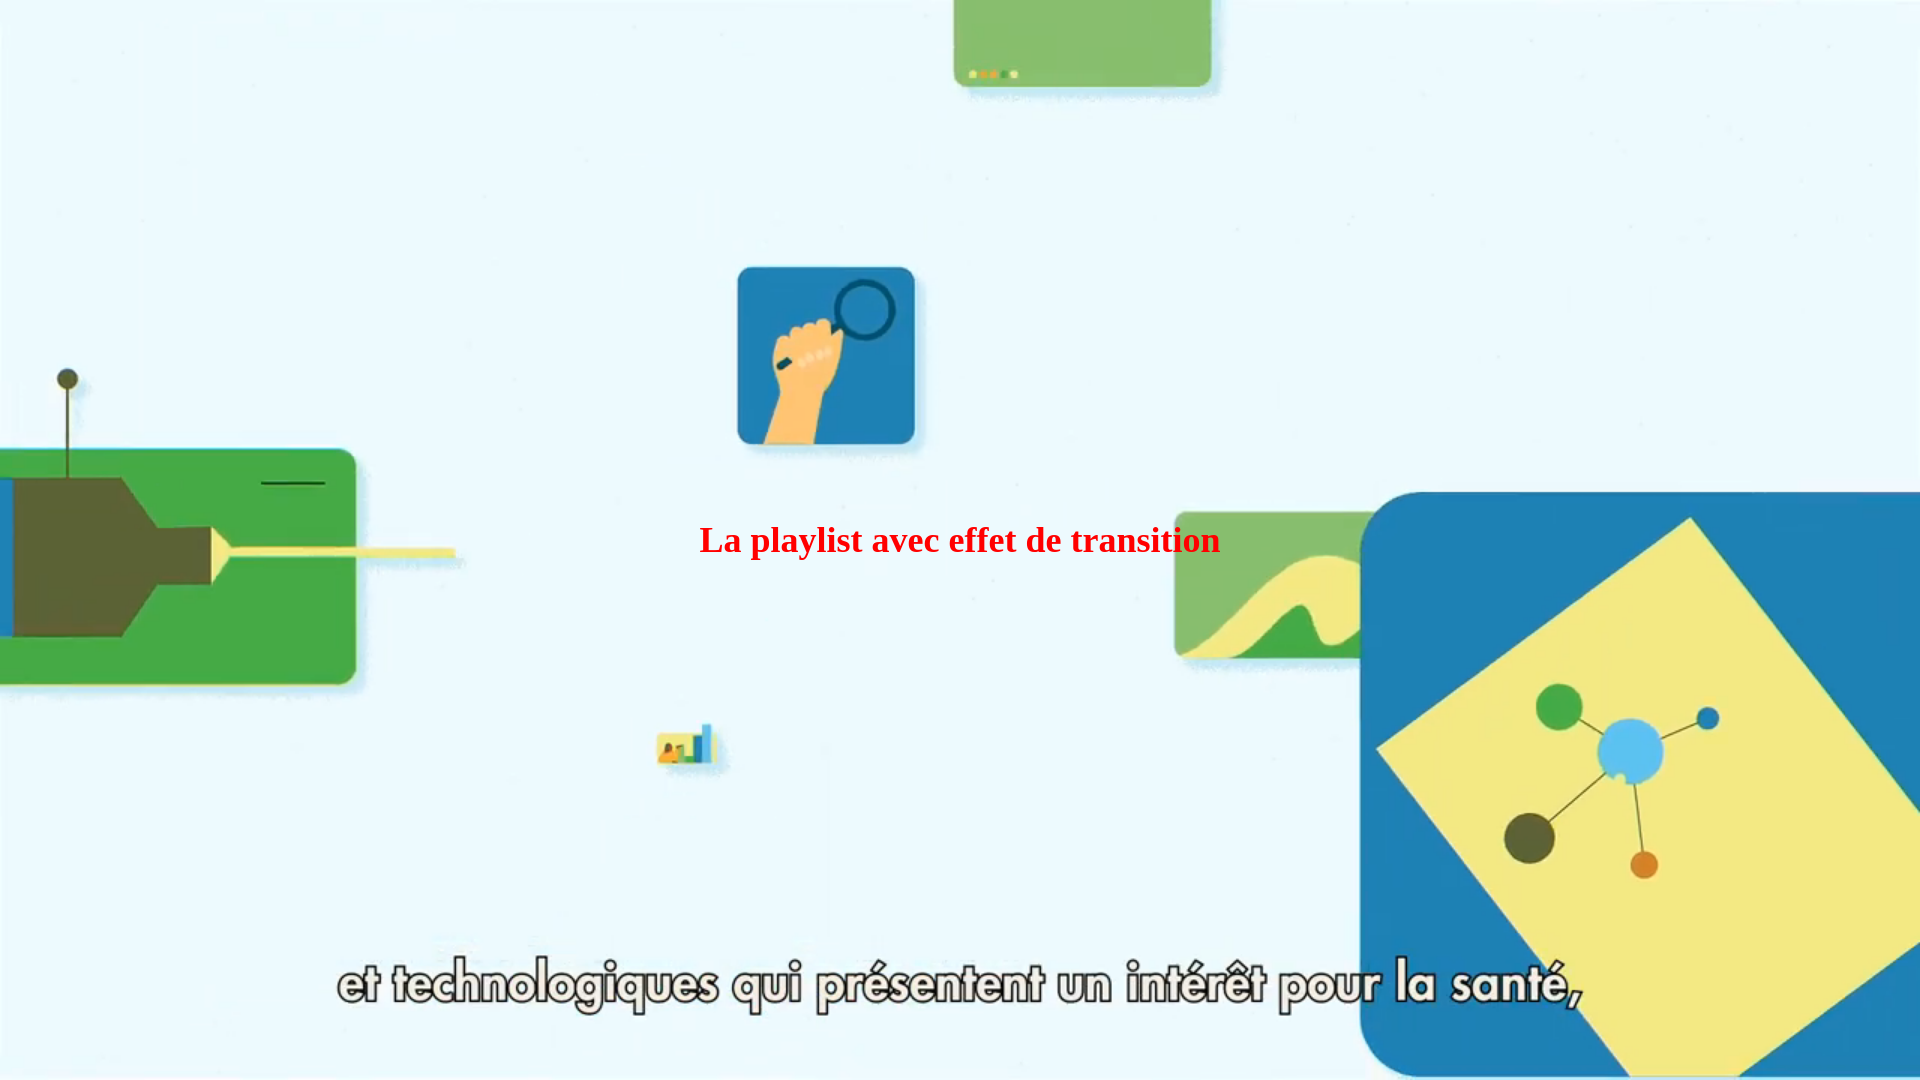 La playlist avec effet de transition
et technologiques qui présentent un intérêt pour la santé,